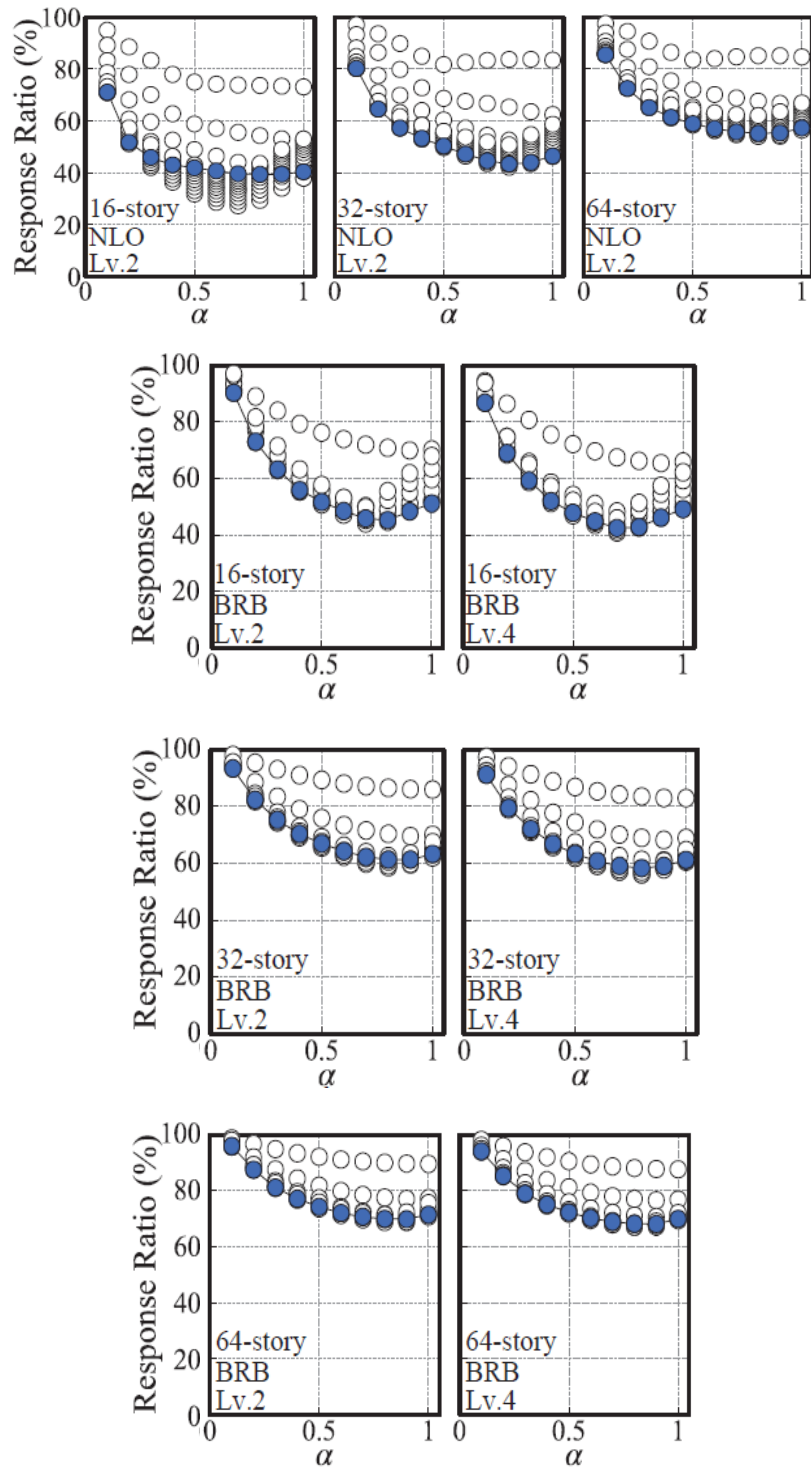 Response Ratio (%)
100
80
60
40
20
0
16-story
NLO
Lv.2
0
0.5
1
α
32-story
NLO
Lv.2
0
0.5
1
α
64-story
NLO
Lv.2
0
0.5
1
α
Response Ratio (%)
100
80
60
40
20
0
16-story
BRB
Lv.2
0
0.5
1
α
16-story
BRB
Lv.4
0
0.5
1
α
Response Ratio (%)
100
80
60
40
20
0
32-story
BRB
Lv.2
0
0.5
1
α
32-story
BRB
Lv.4
0
0.5
1
α
Response Ratio (%)
100
80
60
40
20
0
64-story
BRB
Lv.2
0
0.5
1
α
64-story
BRB
Lv.4
0
0.5
1
α